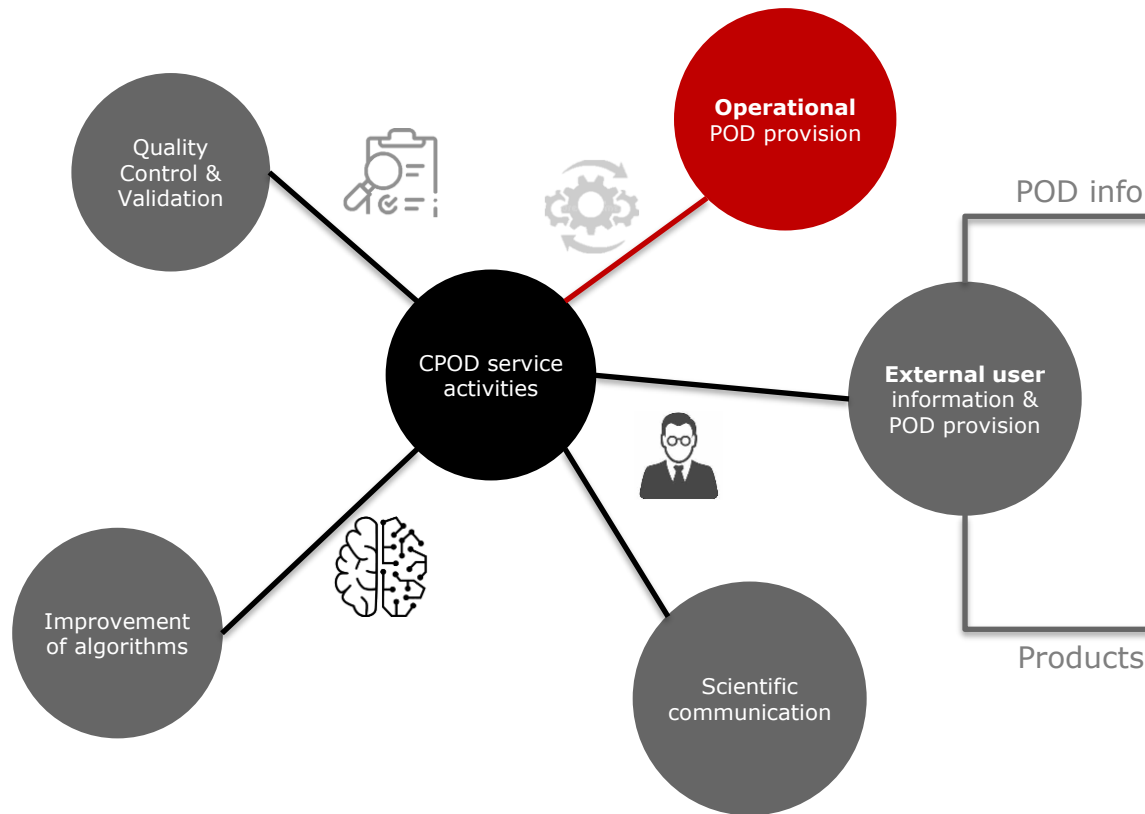 Operational
POD provision
Quality
Control &
Validation
POD info
CPOD service
activities
External user
information &
POD provision
Improvement
of algorithms
Scientific
communication
Products